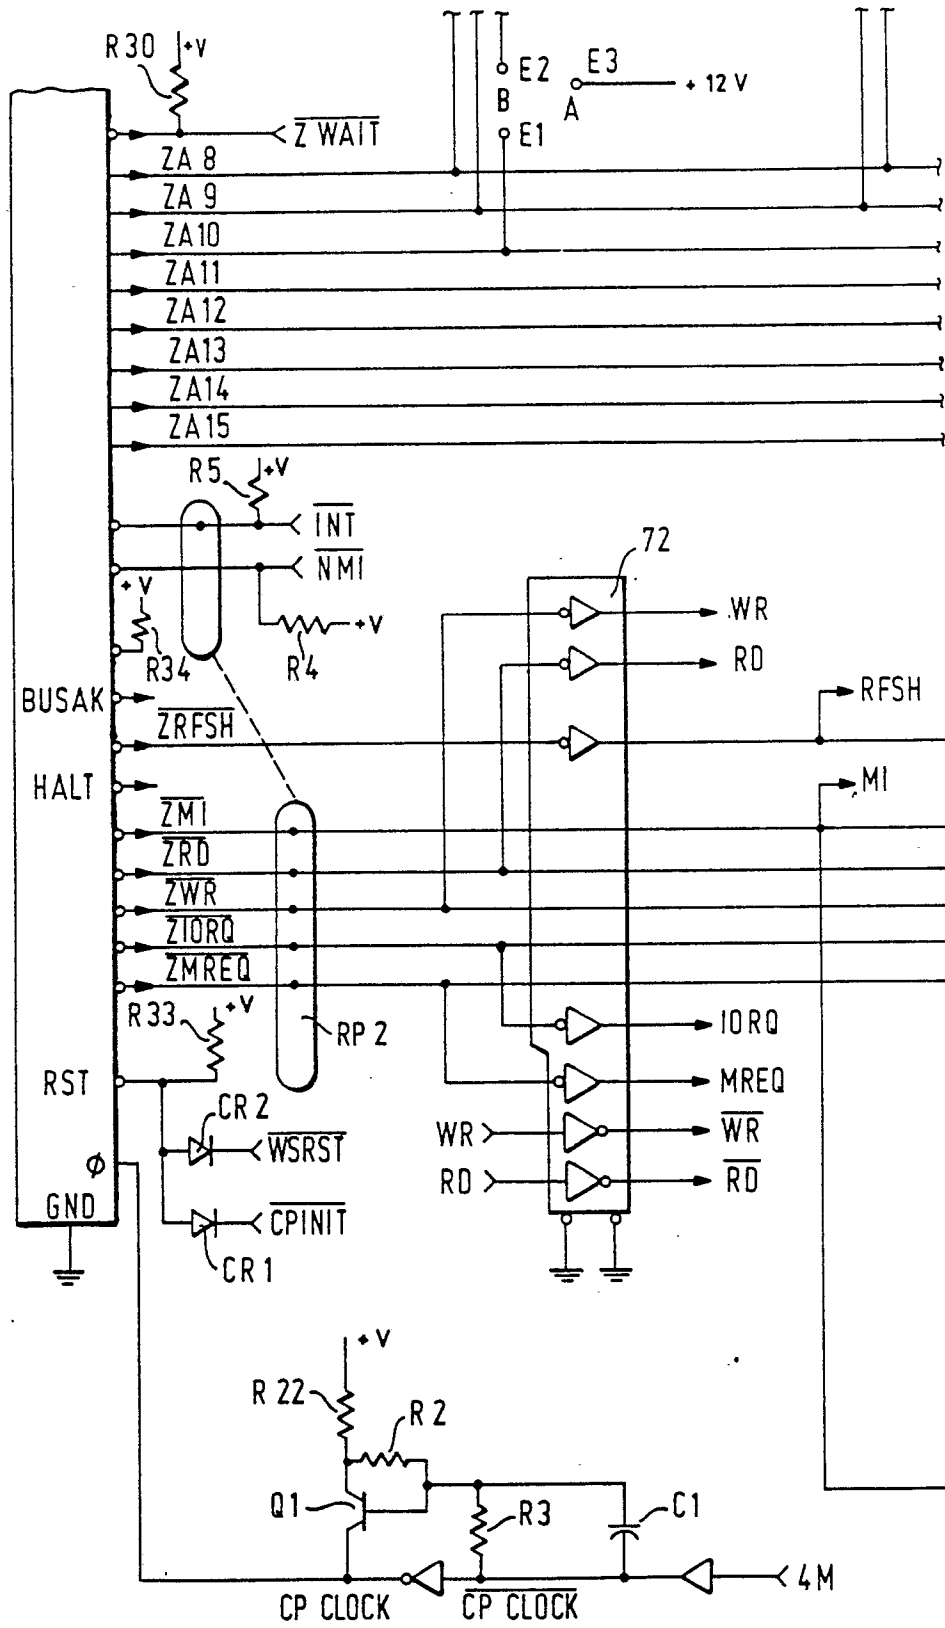 R30
+V
E2
E3
+ 12 V
B
A
E1
Z WAIT
ZA 8
ZA 9
ZA10
ZA11
ZA12
ZA13
ZA14
ZA15
R5
+V
INT
NMI
72
+ V
+V
WR
R34
R4
RD
BUSAK
ZRFSH
RFSH
HALT
MI
ZMI
ZRD
ZWR
ZIORQ
ZMREQ
R33
+V
RP 2
IORQ
RST
MREQ
CR 2
WR
WR
WSRST
RD
RD
Ø
GND
CPINIT
CR 1
+ V
R 22
R 2
Q1
R3
C1
4M
CP CLOCK
CP CLOCK